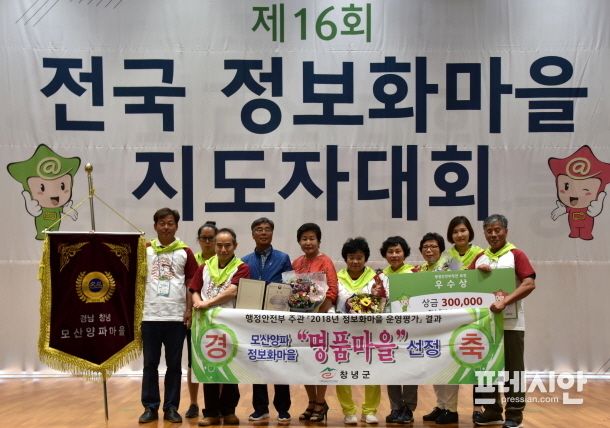 제16회
전국 정보화마을
지도자대회
경남 창녕
모산양파마을
우수상
상금 300,000
행정안전부 주관 「2018년 정보화마을 운영평가」 결과
경 모산양파 정보화마을 "명품마을" 선정 축
창녕군
프레시안
pressian.com